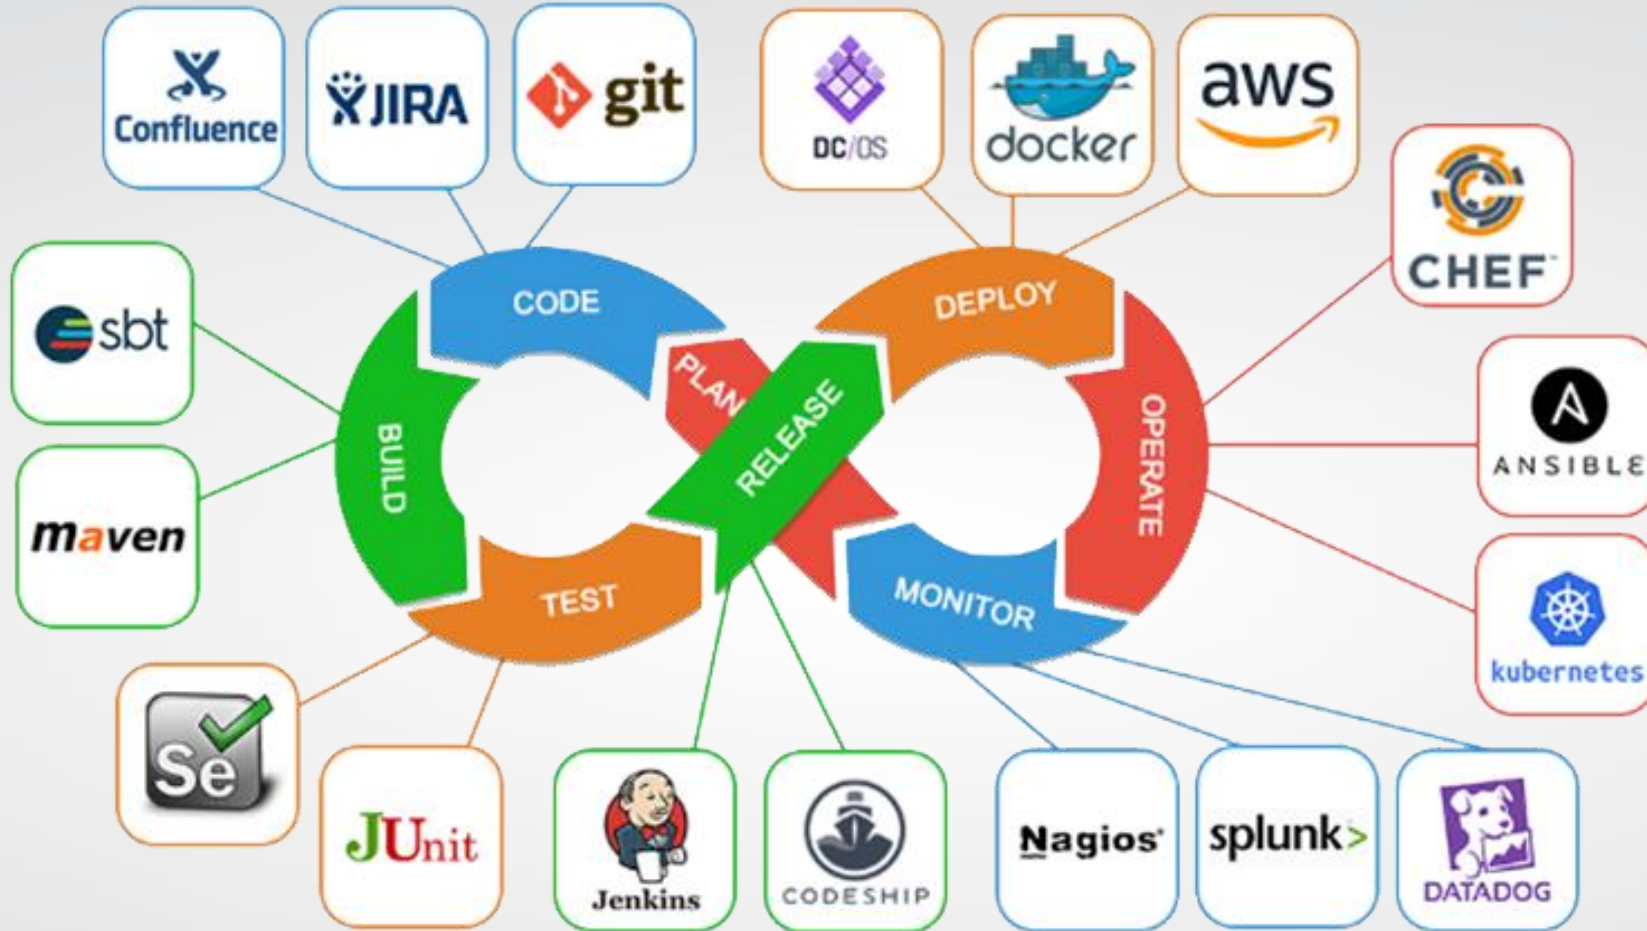 Confluence
JIRA
git
DC/OS
docker
aws
CHEF
sbt
maven
CODE
DEPLOY
PLAN
RELEASE
BUILD
OPERATE
TEST
MONITOR
ANSIBLE
kubernetes
Se
JUnit
Jenkins
CODESHIP
Nagios
splunk>
DATADOG